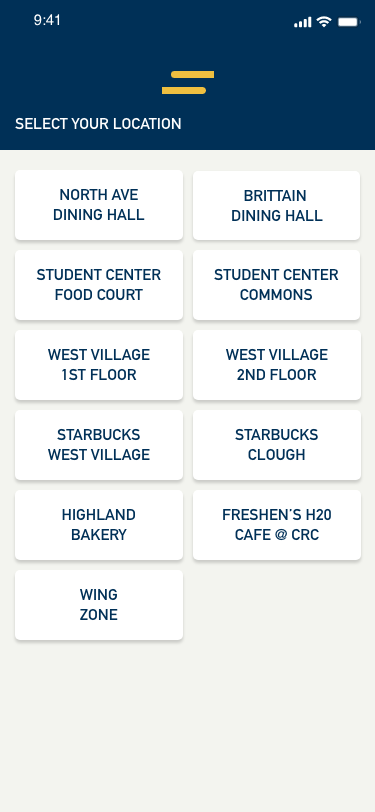 9:41
SELECT YOUR LOCATION
NORTH AVE
DINING HALL
BRITTAIN
DINING HALL
STUDENT CENTER
FOOD COURT
STUDENT CENTER
COMMONS
WEST VILLAGE
1ST FLOOR
WEST VILLAGE
2ND FLOOR
STARBUCKS
WEST VILLAGE
STARBUCKS
CLOUGH
HIGHLAND
BAKERY
FRESHEN'S H20
CAFE @ CRC
WING
ZONE